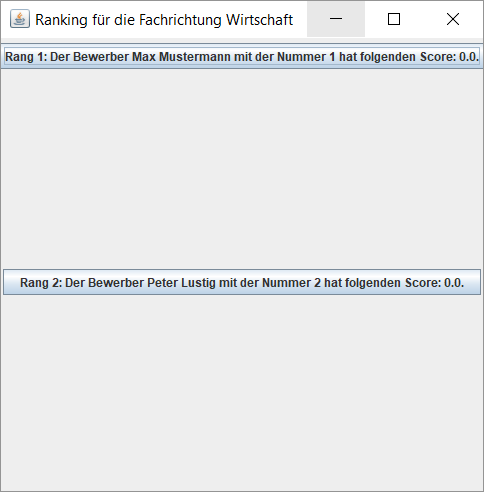 Ranking für die Fachrichtung Wirtschaft
Rang 1: Der Bewerber Max Mustermann mit der Nummer 1 hat folgenden Score: 0.0.
Rang 2: Der Bewerber Peter Lustig mit der Nummer 2 hat folgenden Score: 0.0.